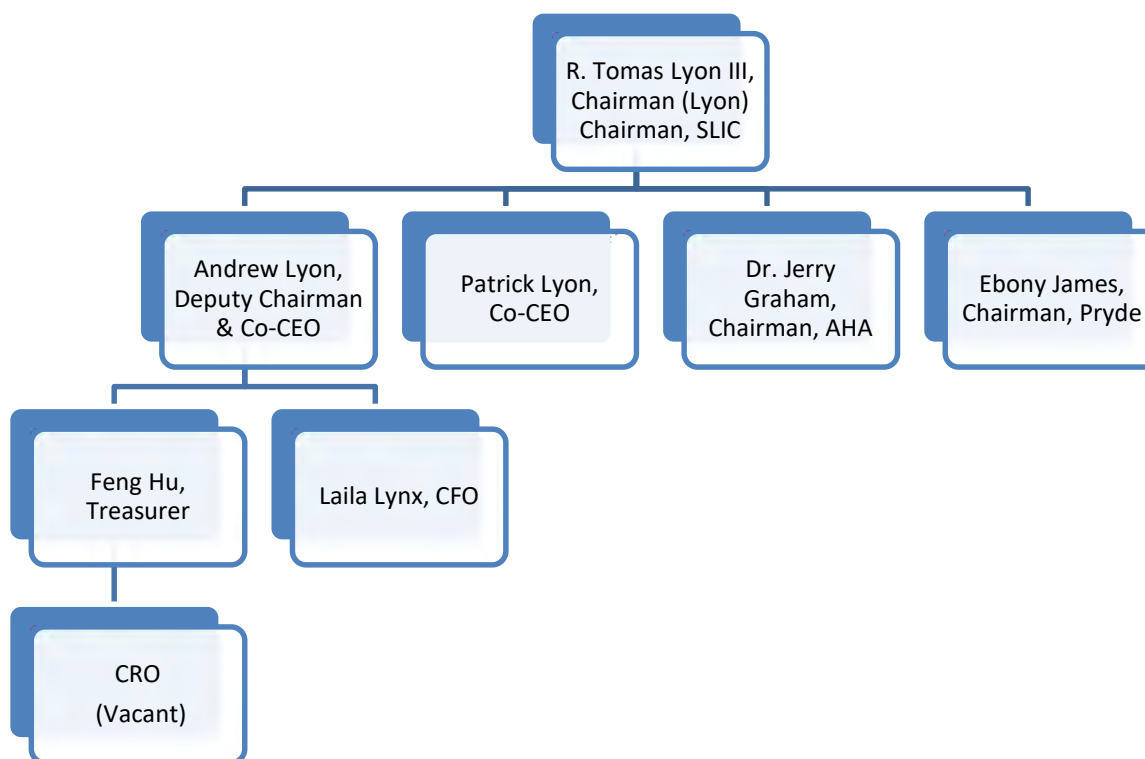 R. Tomas Lyon III,
Chairman (Lyon)
Chairman, SLIC
Andrew Lyon,
Deputy Chairman
& Co-CEO
Patrick Lyon,
Co-CEO
Dr. Jerry
Graham,
Chairman, AHA
Ebony James,
Chairman, Pryde
Feng Hu,
Treasurer
Laila Lynx, CFO
CRO
(Vacant)